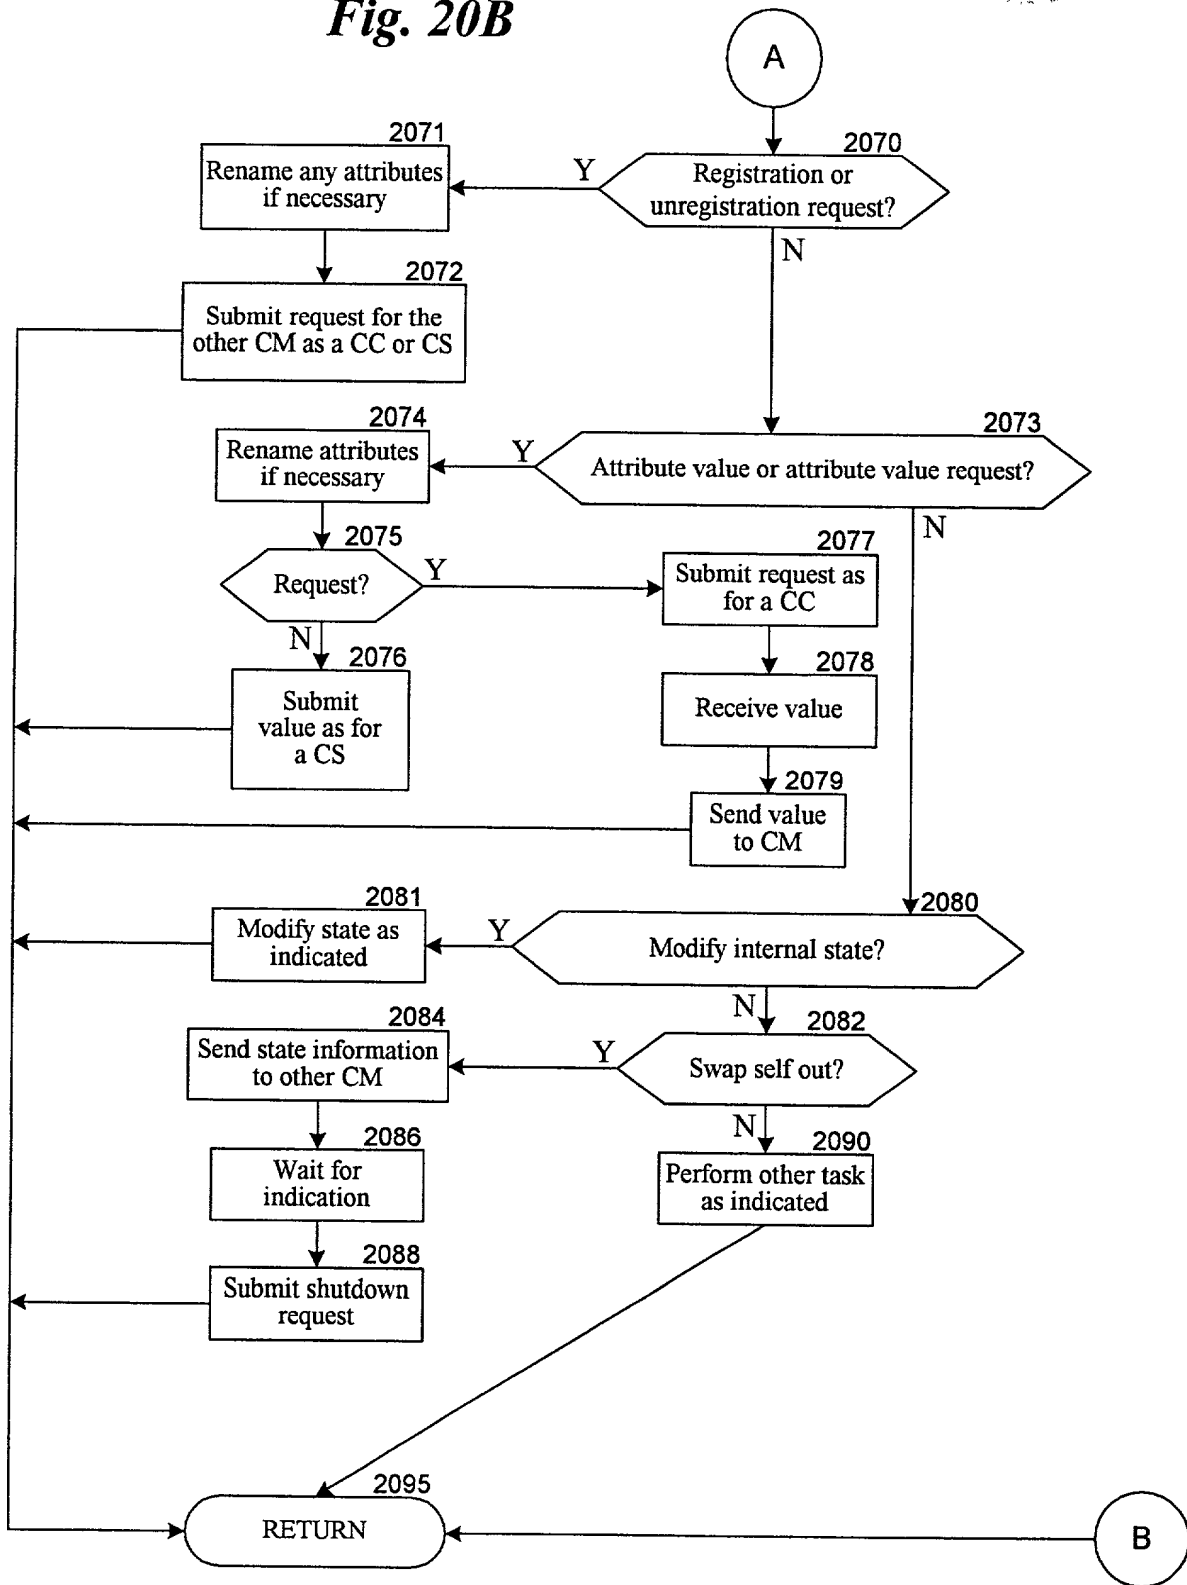 Fig. 20B
A
2070
Registration or
unregistration request?
Y
N
2071
Rename any attributes
if necessary
2072
Submit request for the
other CM as a CC or CS
2073
Attribute value or attribute value request?
Y
N
2074
Rename attributes
if necessary
2075
Request?
Y
N
2076
Submit
value as for
a CS
2077
Submit request as
for a CC
2078
Receive value
2079
Send value
to CM
2080
Modify internal state?
Y
N
2081
Modify state as
indicated
2082
Swap self out?
Y
N
2084
Send state information
to other CM
2086
Wait for
indication
2088
Submit shutdown
request
2090
Perform other task
as indicated
2095
RETURN
B